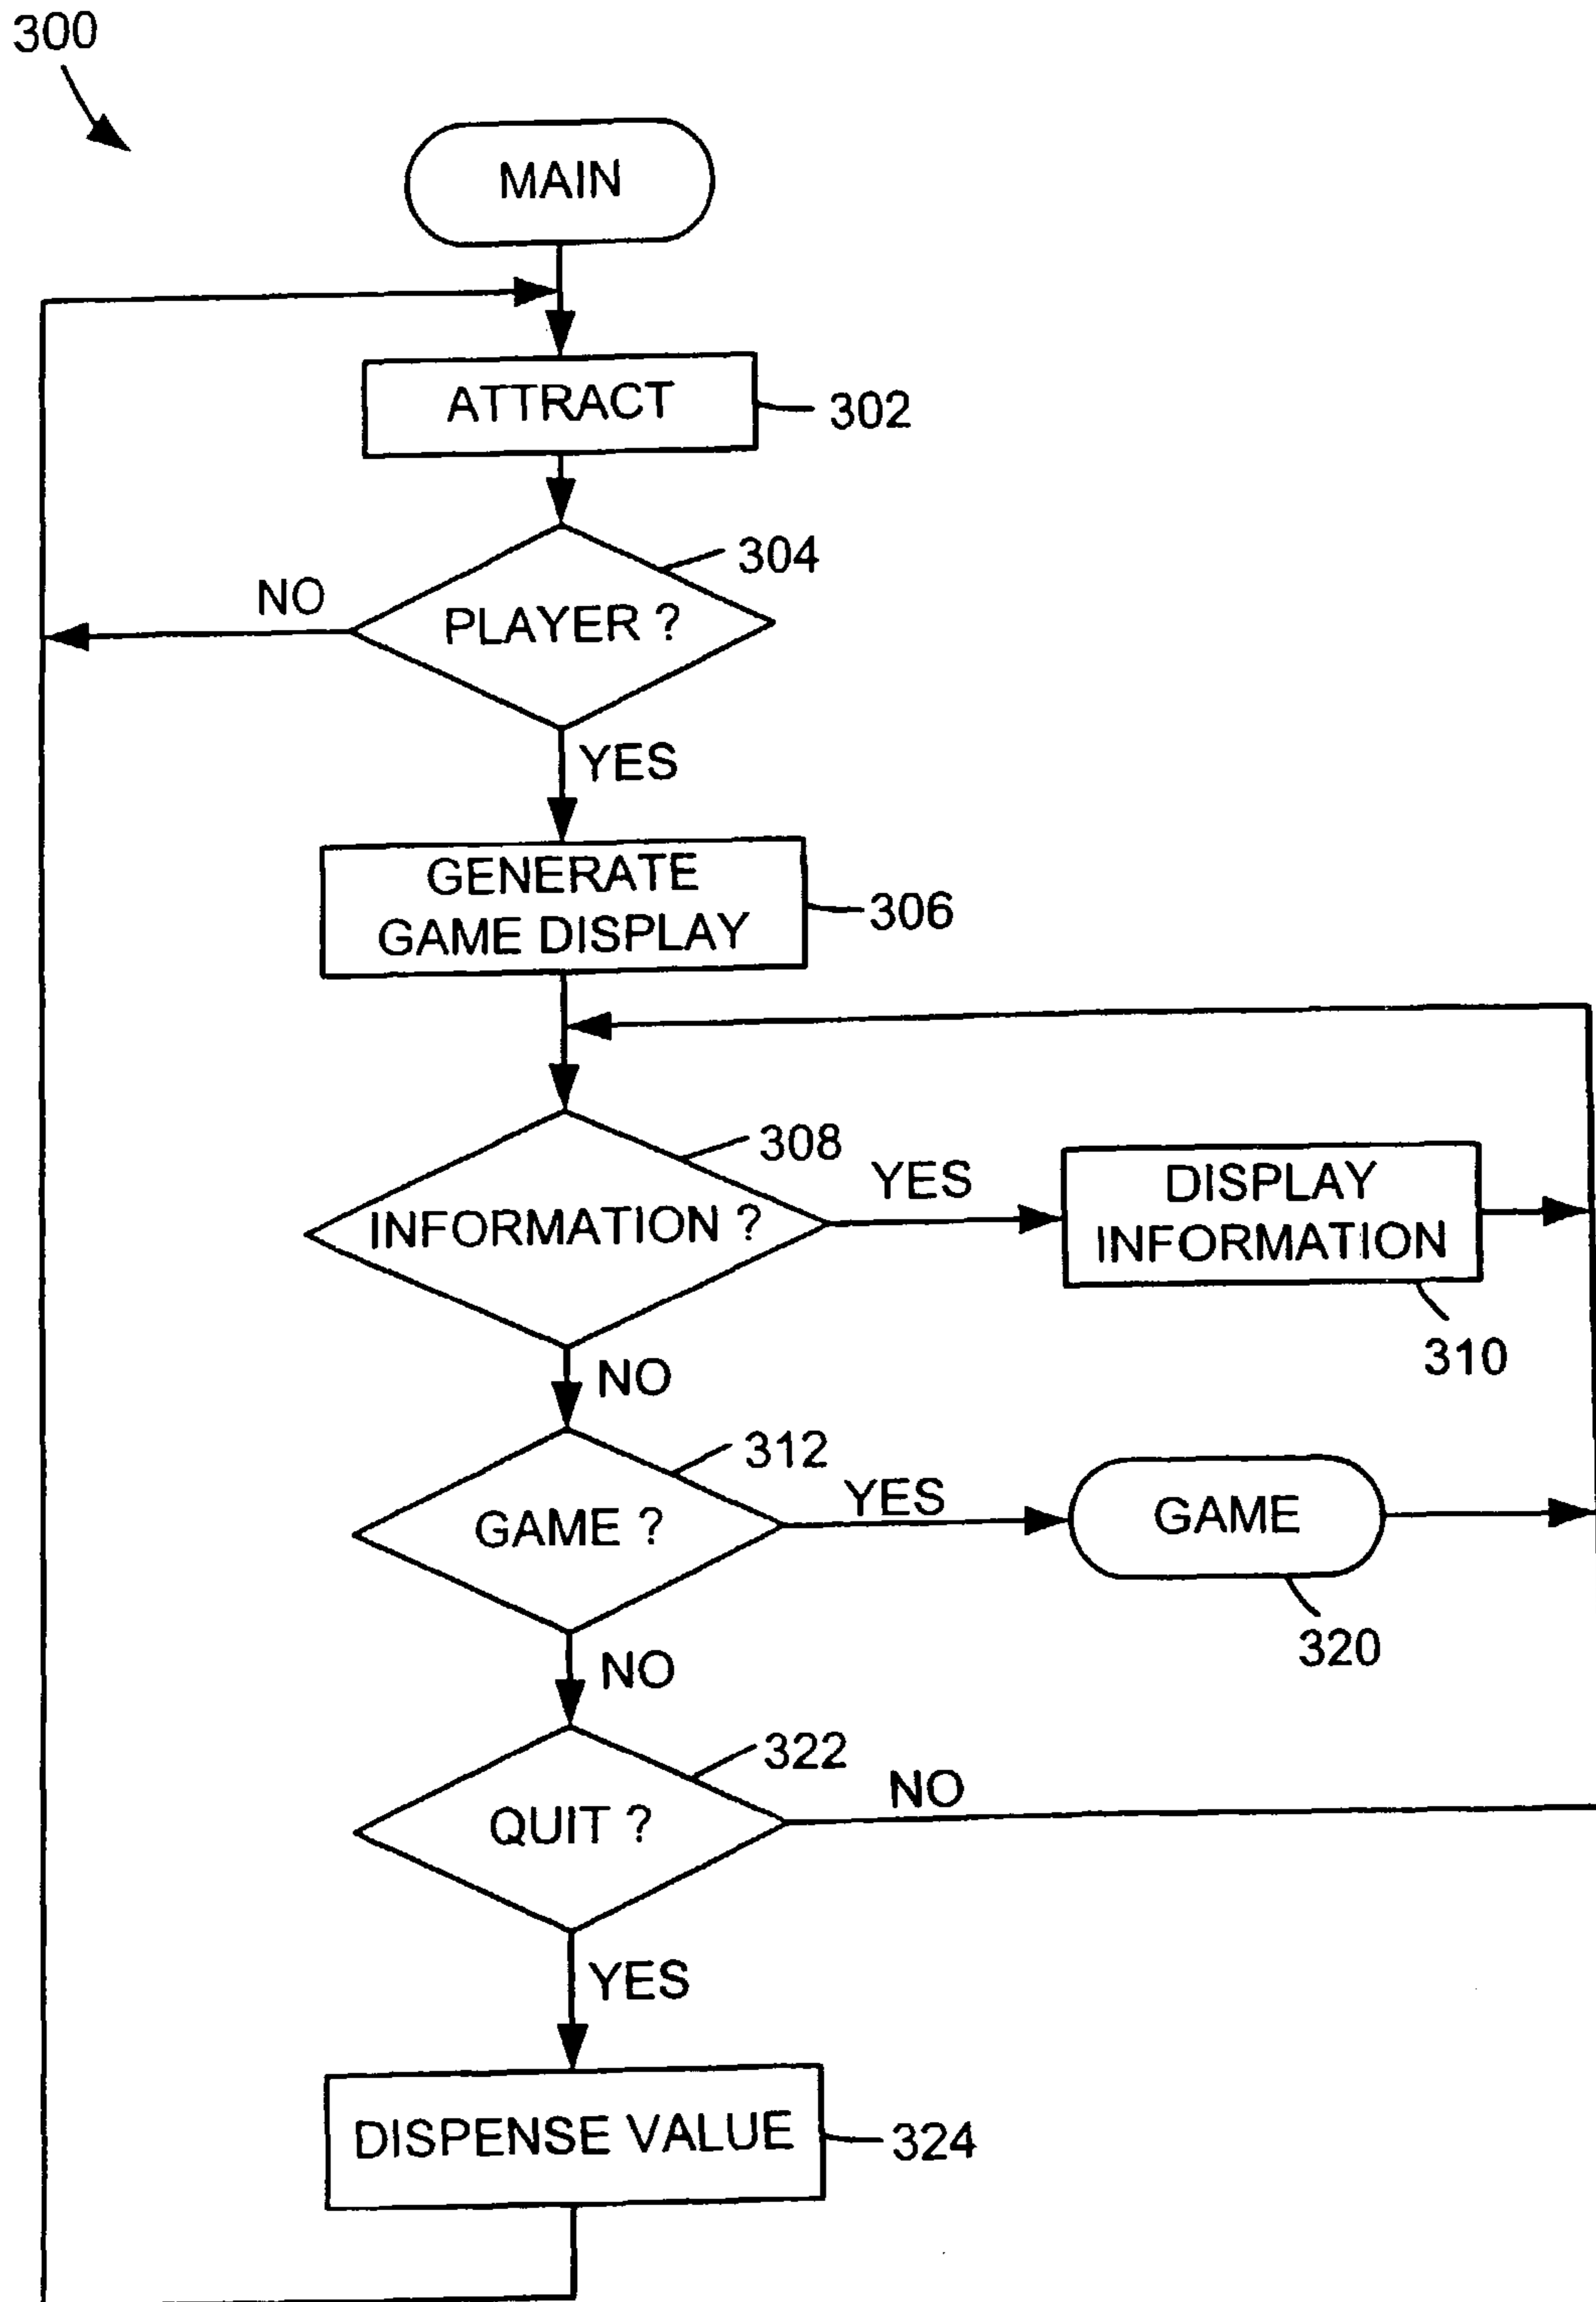 300
MAIN
ATTRACT
302
304
NO
PLAYER ?
YES
GENERATE
GAME DISPLAY
306
308
YES
INFORMATION ?
DISPLAY
INFORMATION
310
NO
312
YES
GAME ?
GAME
320
NO
322
NO
QUIT ?
YES
DISPENSE VALUE
324